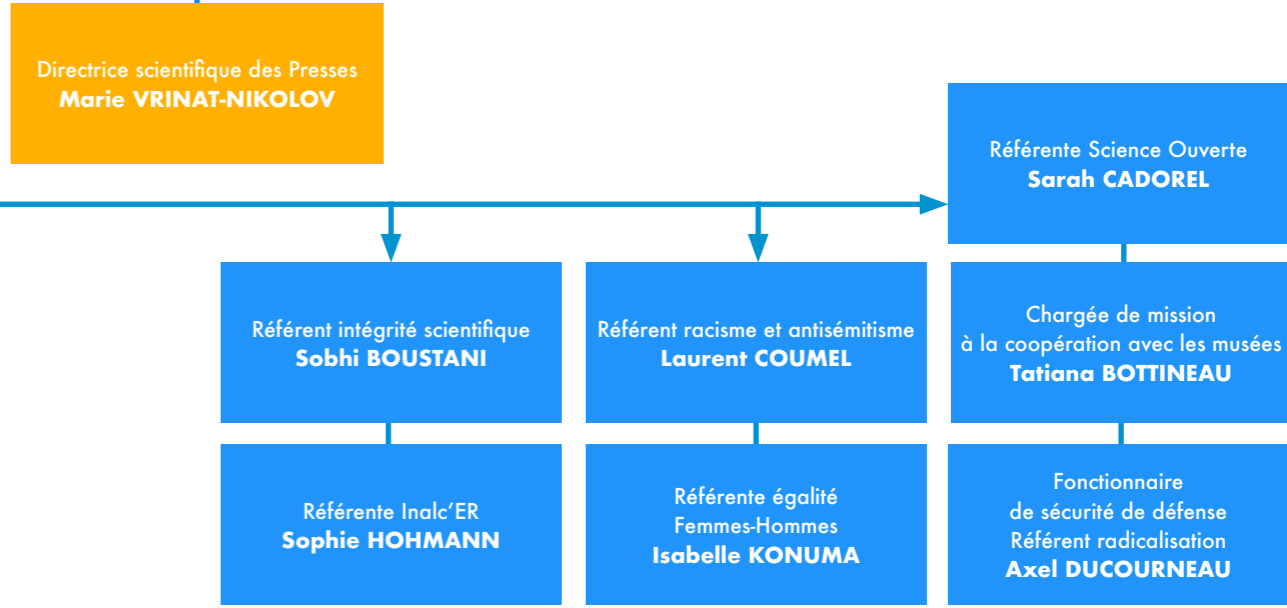 Directrice scientifique des Presses
Marie VRINAT-NIKOLOV
Référente Science Ouverte
Sarah CADOREL
Référent intégrité scientifique
Sobhi BOUSTANI
Référent racisme et antisémitisme
Laurent COUMEL
Chargée de mission
à la coopération avec les musées
Tatiana BOTTINEAU
Référente Inalc’ER
Sophie HOHMANN
Référente égalité
Femmes-Hommes
Isabelle KONUMA
Fonctionnaire
de sécurité de défense
Référent radicalisation
Axel DUCOURNEAU